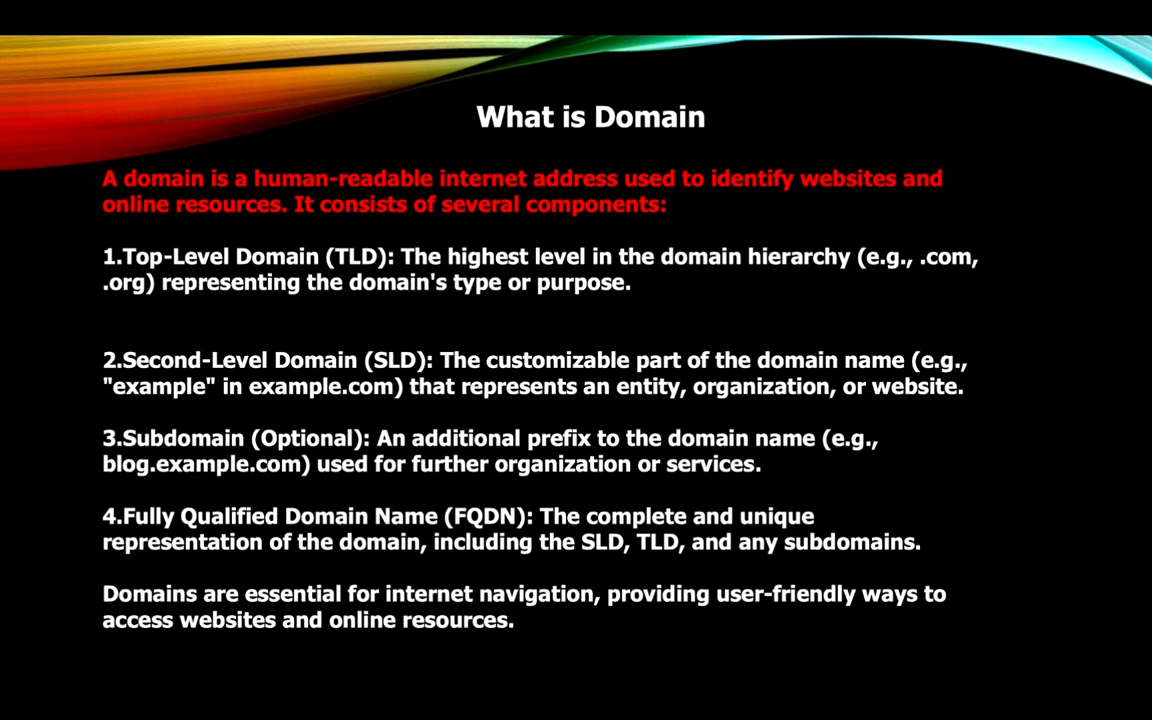 What is Domain
A domain is a human-readable internet address used to identify websites and
online resources. It consists of several components:
1.Top-Level Domain (TLD): The highest level in the domain hierarchy (e.g., .com,
.org) representing the domain's type or purpose.
2.Second-Level Domain (SLD): The customizable part of the domain name (e.g.,
"example" in example.com) that represents an entity, organization, or website.
3.Subdomain (Optional): An additional prefix to the domain name (e.g.,
blog.example.com) used for further organization or services.
4.Fully Qualified Domain Name (FQDN): The complete and unique
representation of the domain, including the SLD, TLD, and any subdomains.
Domains are essential for internet navigation, providing user-friendly ways to
access websites and online resources.